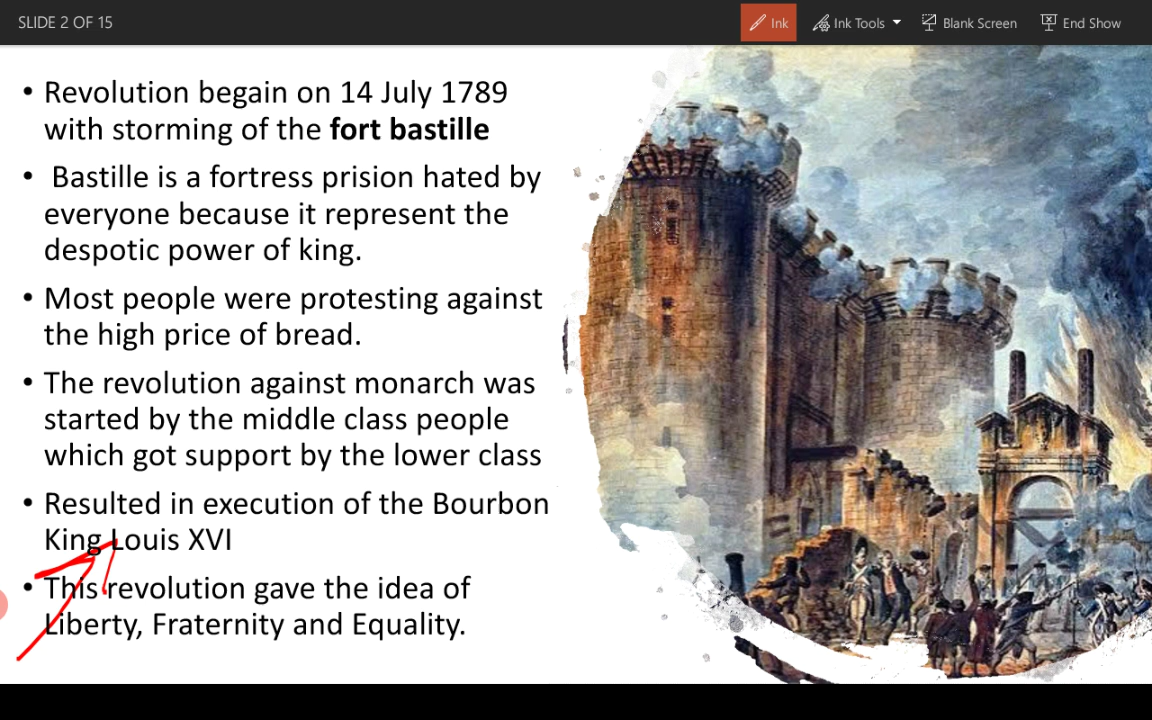 SLIDE 2 OF 15
Ink
Ink Tools
Blank Screen
End Show
• Revolution begain on 14 July 1789
with storming of the fort bastille
• Bastille is a fortress prision hated by
everyone because it represent the
despotic power of king.
• Most people were protesting against
the high price of bread.
• The revolution against monarch was
started by the middle class people
which got support by the lower class
• Resulted in execution of the Bourbon
King Louis XVI
• This revolution gave the idea of
Liberty, Fraternity and Equality.